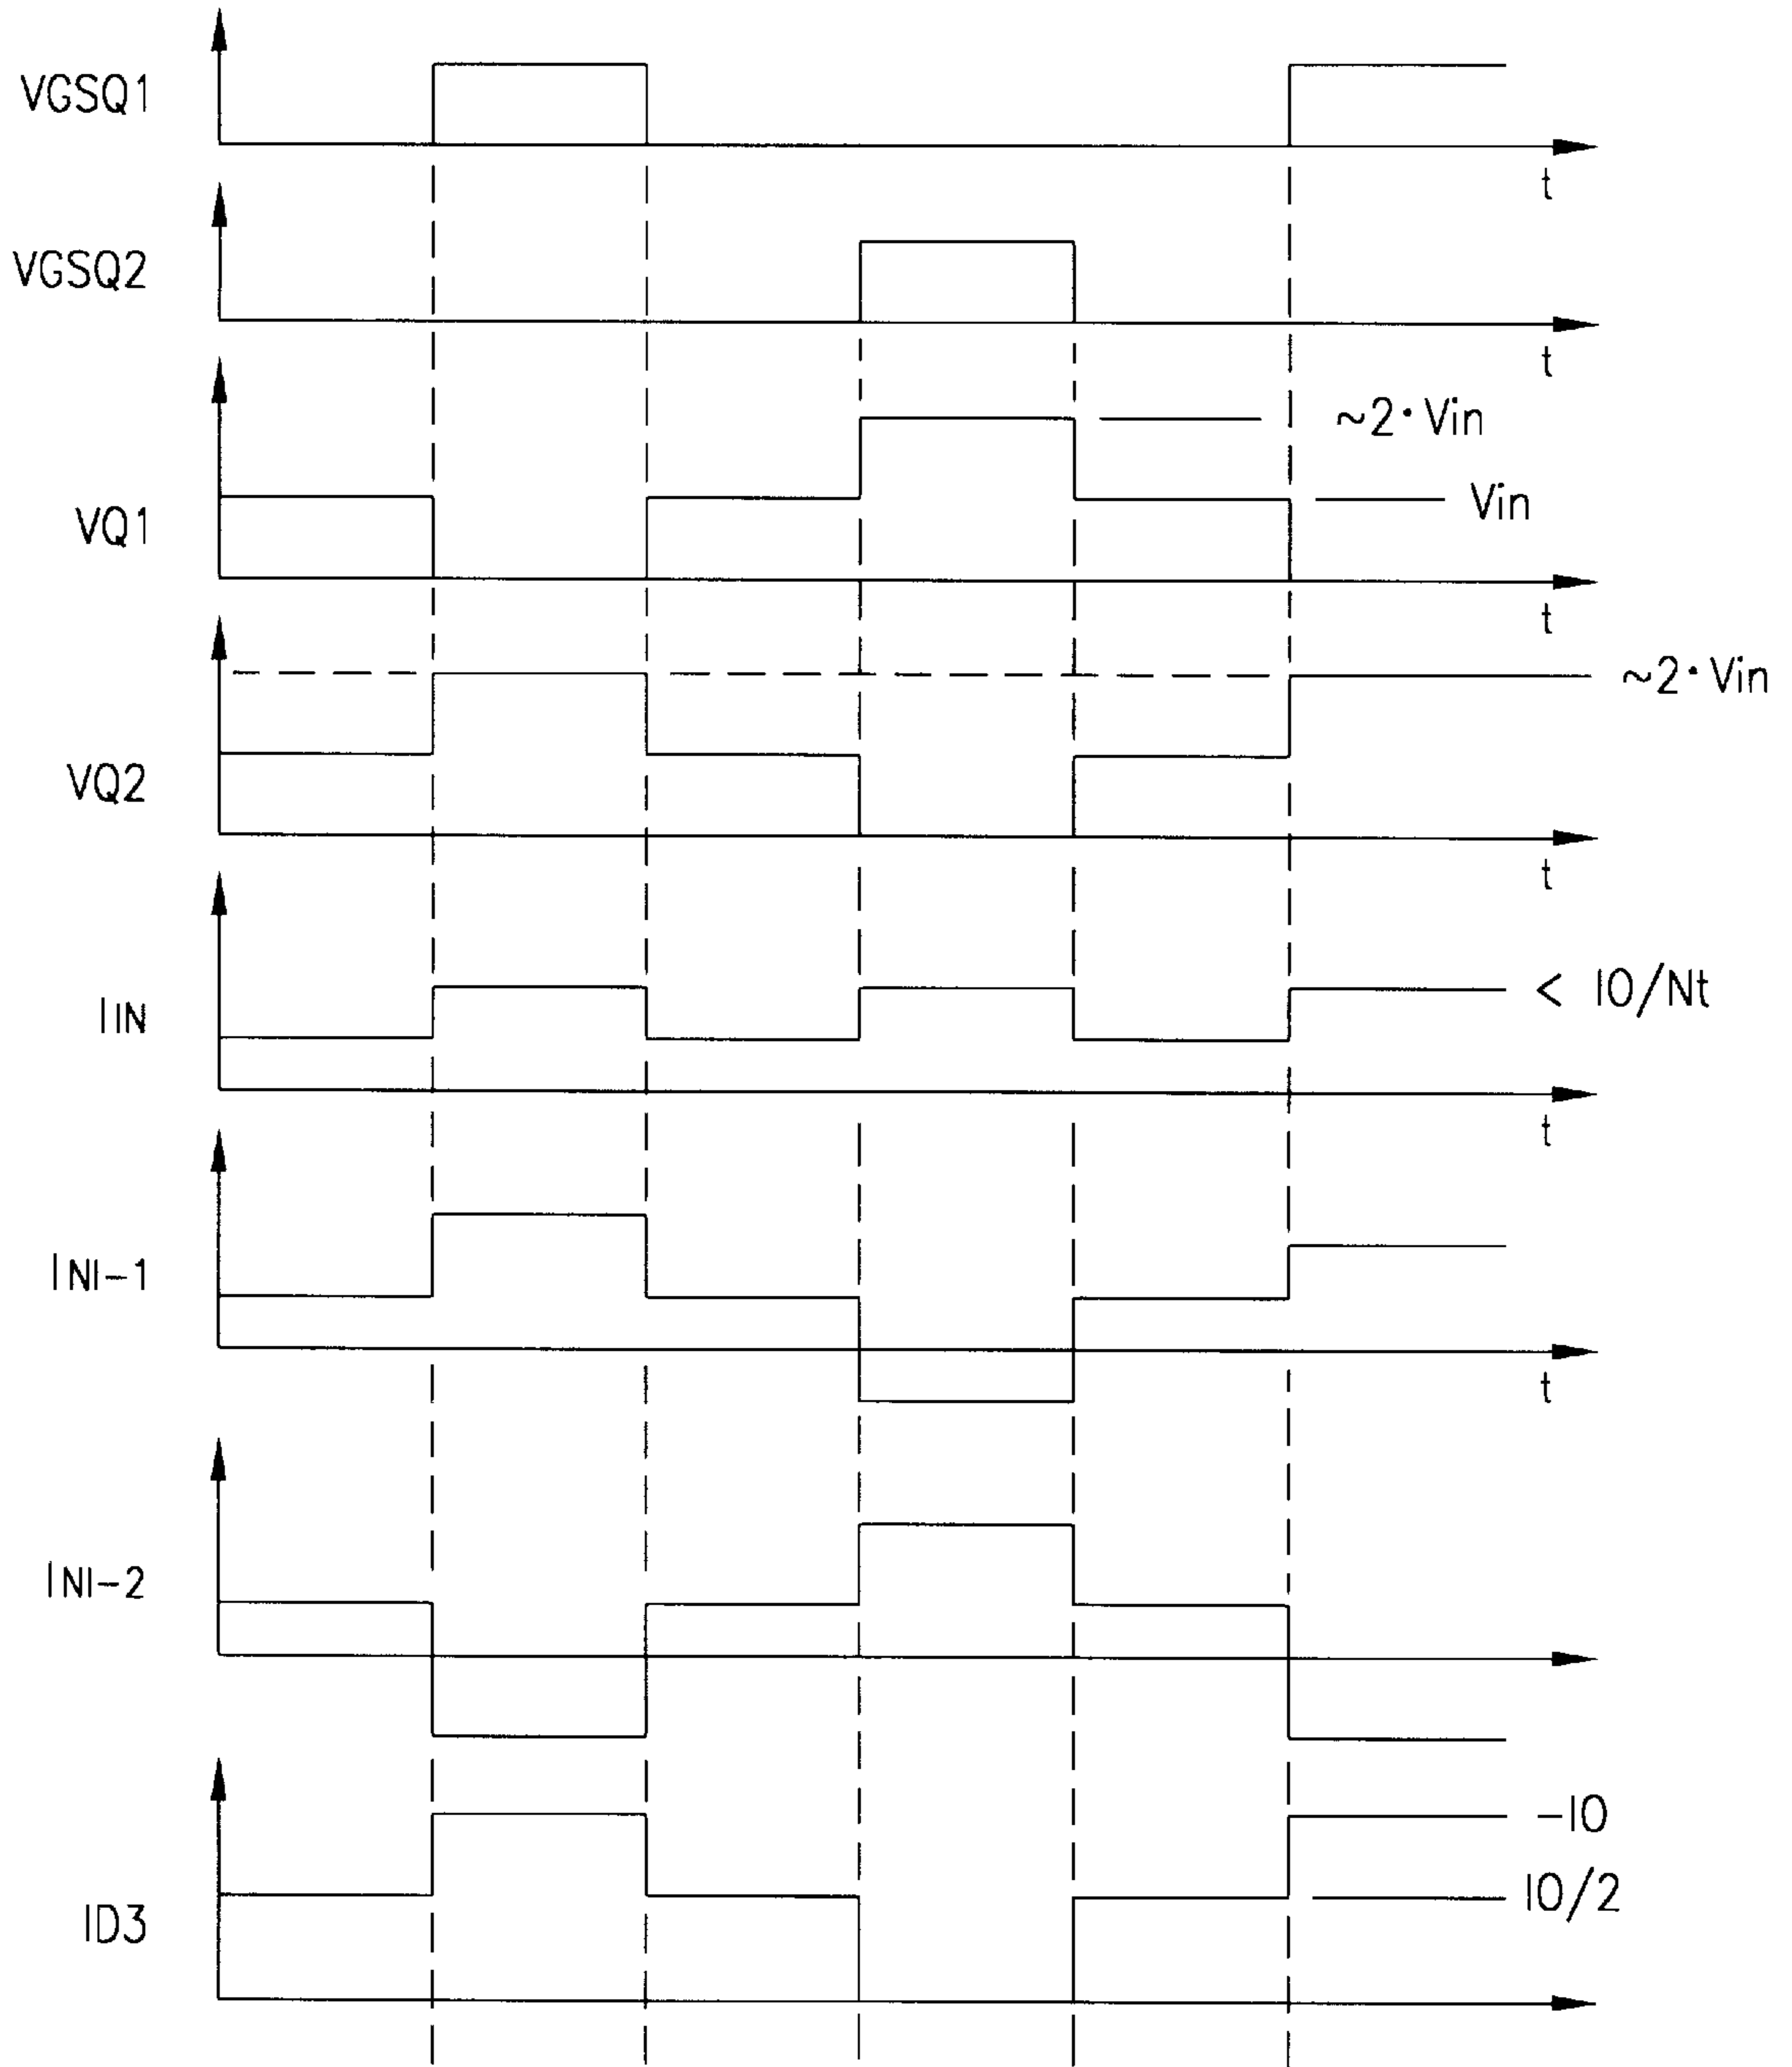 VGSQ1
t
VGSQ2
t
~2·Vin
VQ1
Vin
t
~2·Vin
VQ2
t
IIN
< IO/Nt
t
INI-1
t
INI-2
-IO
IO/2
ID3